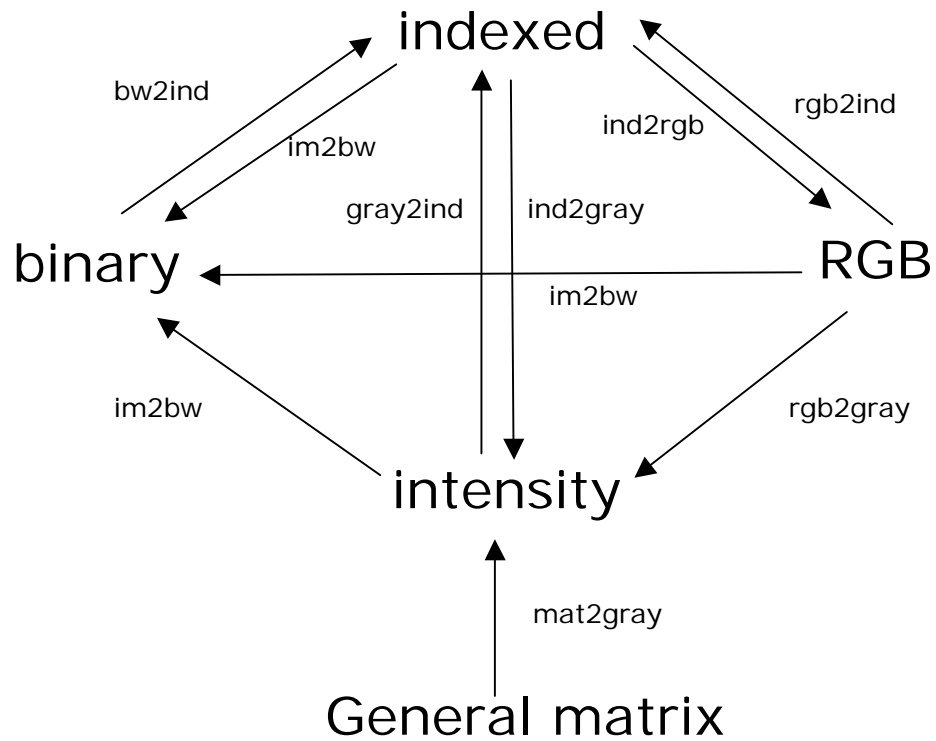 indexed
bw2ind
rgb2ind
ind2rgb
im2bw
gray2ind
ind2gray
binary
RGB
im2bw
im2bw
rgb2gray
intensity
mat2gray
General matrix